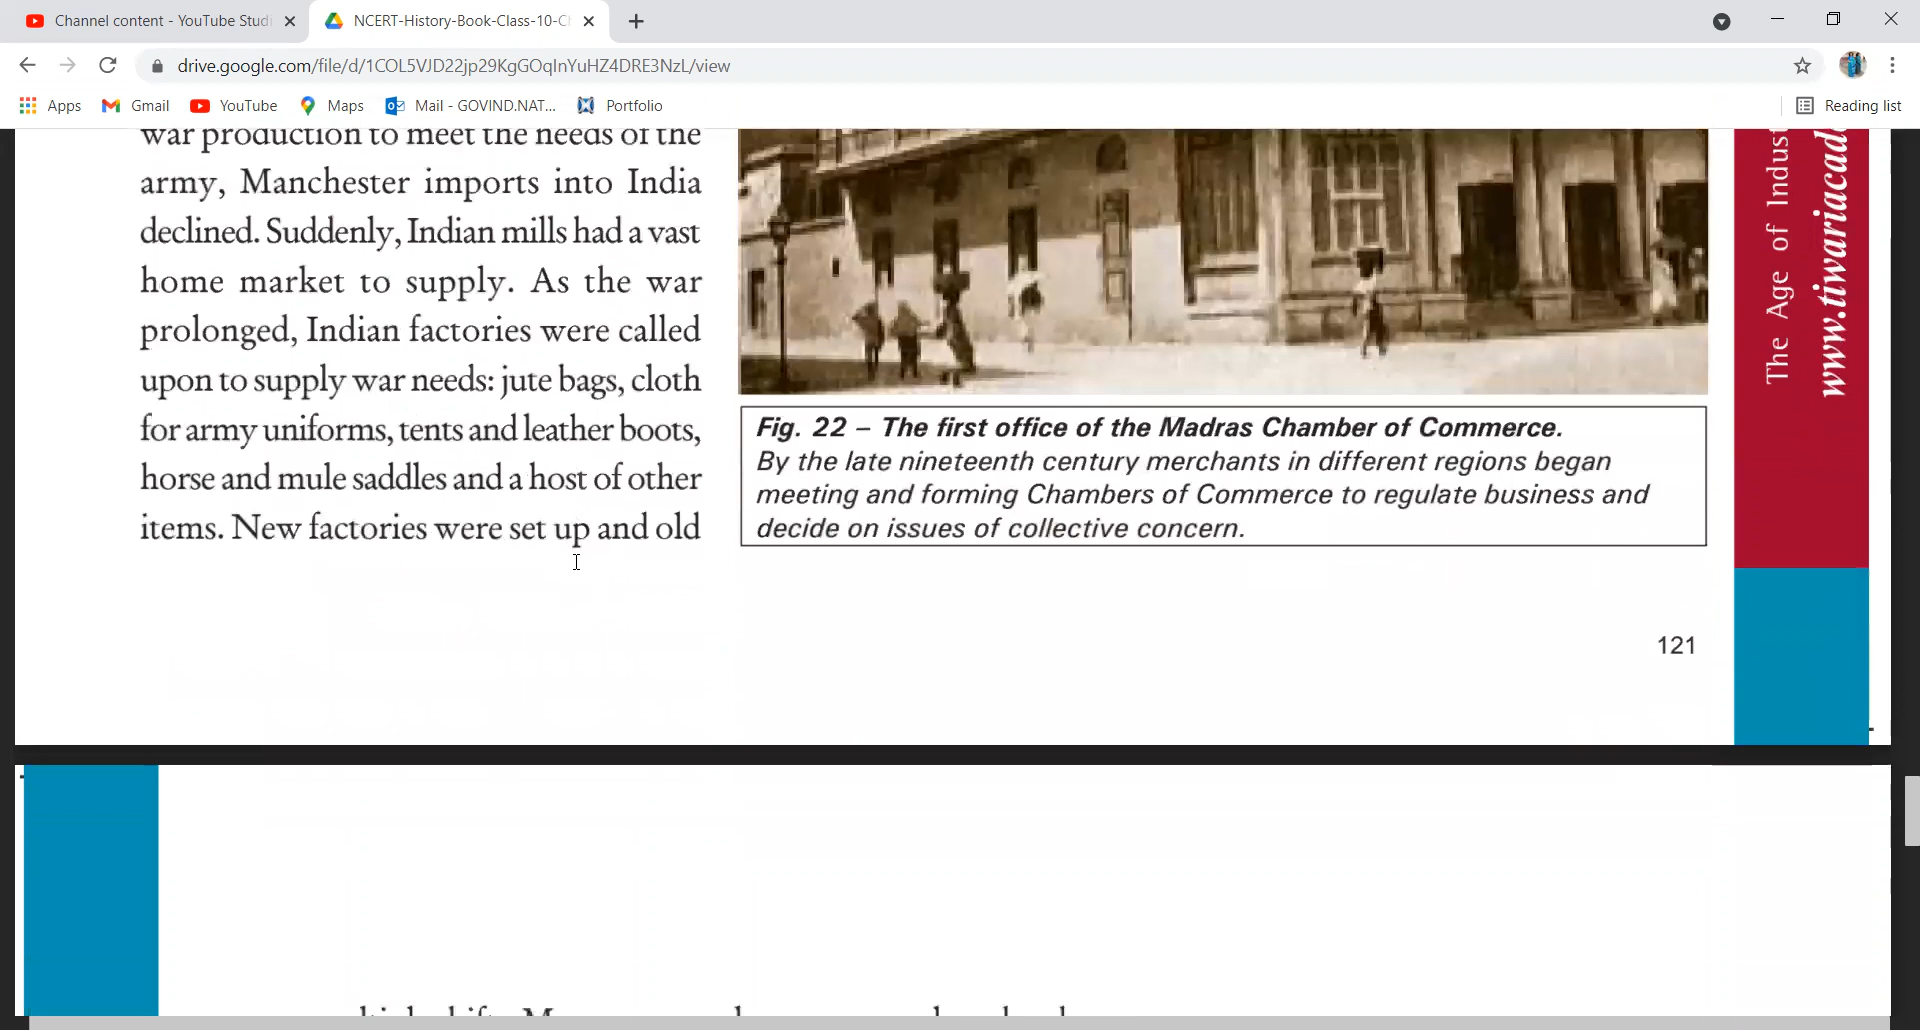 Channel content - YouTube Studi
NCERT-History-Book-Class-10-C
drive.google.com/file/d/1COL5VJD22jp29KgGOqInYuHZ4DRE3NzL/view
Apps
Gmail
YouTube
Maps
Mail - GOVIND.NAT...
Portfolio
Reading list
war production to meet the needs of the
army, Manchester imports into India
declined. Suddenly, Indian mills had a vast
home market to supply. As the war
prolonged, Indian factories were called
upon to supply war needs: jute bags, cloth
for army uniforms, tents and leather boots,
horse and mule saddles and a host of other
items. New factories were set up and old
Fig. 22 – The first office of the Madras Chamber of Commerce.
By the late nineteenth century merchants in different regions began
meeting and forming Chambers of Commerce to regulate business and
decide on issues of collective concern.
The Age of Indust
www.tiwariacad
121